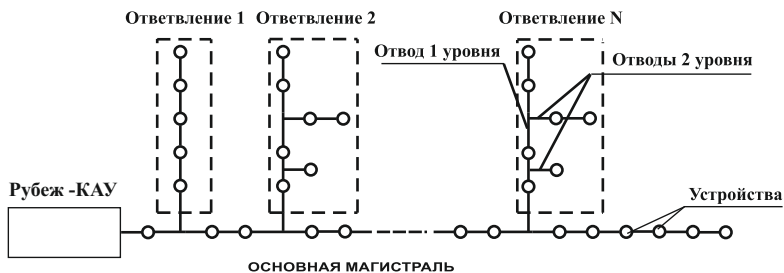 Ответвление 1
Ответвление 2
Ответвление N
Отвод 1 уровня
Отводы 2 уровня
Рубеж -КАУ
Устройства
ОСНОВНАЯ МАГИСТРАЛЬ